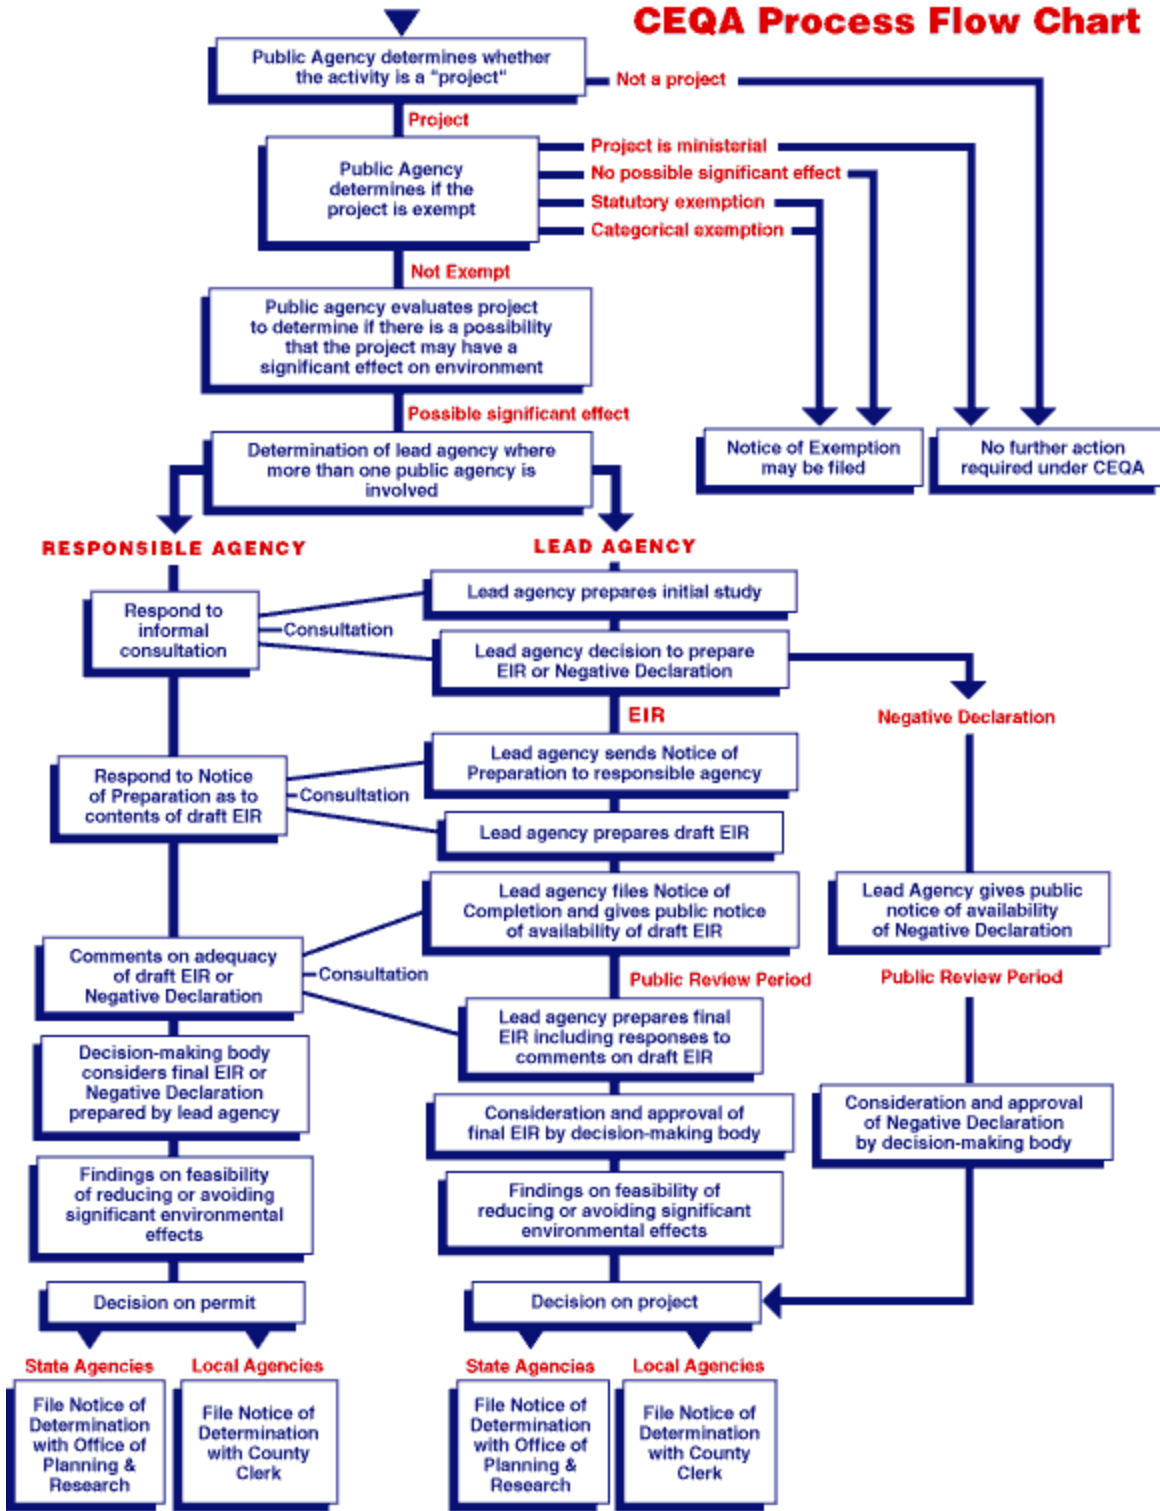 CEQA Process Flow Chart
Public Agency determines whether
the activity is a "project"
Not a project
Project
Public Agency
determines if the
project is exempt
Project is ministerial
No possible significant effect
Statutory exemption
Categorical exemption
Not Exempt
Public agency evaluates project
to determine if there is a possibility
that the project may have a
significant effect on environment
Possible significant effect
Determination of lead agency where
more than one public agency is
involved
Notice of Exemption
may be filed
No further action
required under CEQA
RESPONSIBLE AGENCY
LEAD AGENCY
Respond to
informal
consultation
Consultation
Lead agency prepares initial study
Lead agency decision to prepare
EIR or Negative Declaration
EIR
Negative Declaration
Respond to Notice
of Preparation as to
contents of draft EIR
Consultation
Lead agency sends Notice of
Preparation to responsible agency
Lead agency prepares draft EIR
Lead agency files Notice of
Completion and gives public notice
of availability of draft EIR
Lead Agency gives public
notice of availability
of Negative Declaration
Comments on adequacy
of draft EIR or
Negative Declaration
Consultation
Public Review Period
Public Review Period
Lead agency prepares final
EIR including responses to
comments on draft EIR
Decision-making body
considers final EIR or
Negative Declaration
prepared by lead agency
Consideration and approval of
final EIR by decision-making body
Consideration and approval
of Negative Declaration
by decision-making body
Findings on feasibility
of reducing or avoiding
significant environmental
effects
Findings on feasibility of
reducing or avoiding significant
environmental effects
Decision on permit
Decision on project
State Agencies
Local Agencies
State Agencies
Local Agencies
File Notice of
Determination
with Office of
Planning &
Research
File Notice of
Determination
with County
Clerk
File Notice of
Determination
with Office of
Planning &
Research
File Notice of
Determination
with County
Clerk